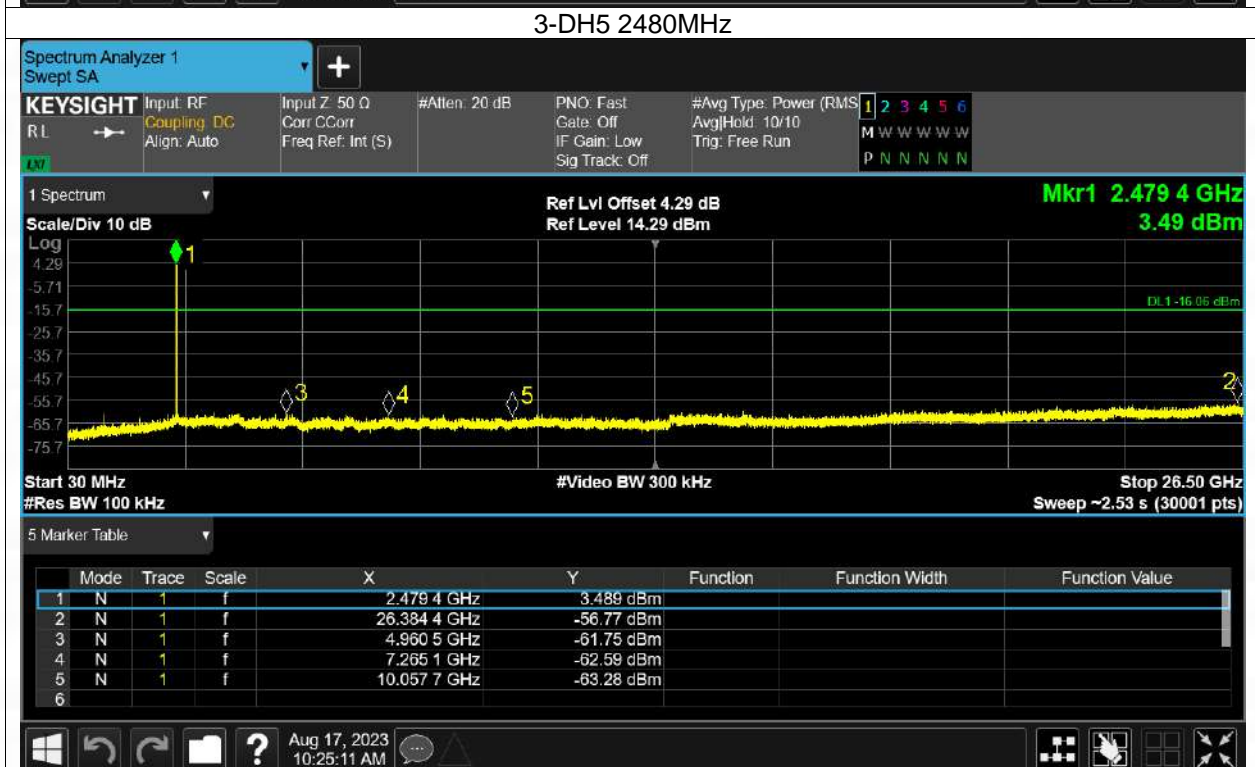 3-DH5 2480MHz
Spectrum Analyzer 1
Swept SA
+
KEYSIGHT Input: RF Input Z: 50 Ω #Atten: 20 dB PNO: Fast #Avg Type: Power (RMS 1 2 3 4 5 6
RL Coupling: DC Corr CCorr Gate: Off Avg|Hold: 10/10 M W W W W W
Align: Auto Freq Ref: Int (S) IF Gain: Low Trig: Free Run
LXI Sig Track: Off P N N N N N
1 Spectrum Ref Lvl Offset 4.29 dB Mkr1 2.479 4 GHz
Scale/Div 10 dB Ref Level 14.29 dBm 3.49 dBm
Log
1
4.29
-5.71
DL1 -16.06 dBm
-15.7
-25.7
-35.7
-45.7
2
3 4 5
-55.7
-65.7
-75.7
Start 30 MHz #Video BW 300 kHz Stop 26.50 GHz
#Res BW 100 kHz Sweep ~2.53 s (30001 pts)
5 Marker Table
Mode Trace Scale X Y Function Function Width Function Value
1 N 1 f 2.479 4 GHz 3.489 dBm
2 N 1 f 26.384 4 GHz -56.77 dBm
3 N 1 f 4.960 5 GHz -61.75 dBm
4 N 1 f 7.265 1 GHz -62.59 dBm
5 N 1 f 10.057 7 GHz -63.28 dBm
6
? Aug 17, 2023
10:25:11 AM